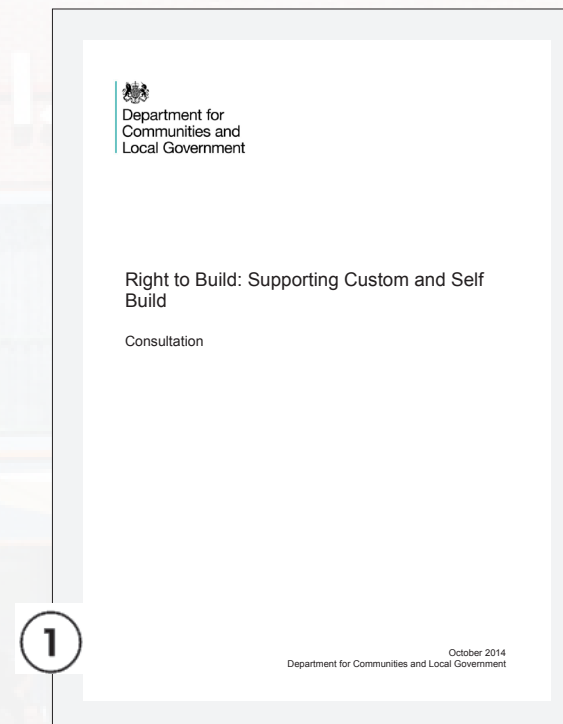 Department for
Communities and
Local Government
Right to Build: Supporting Custom and Self
Build
Consultation
1
October 2014
Department for Communities and Local Government